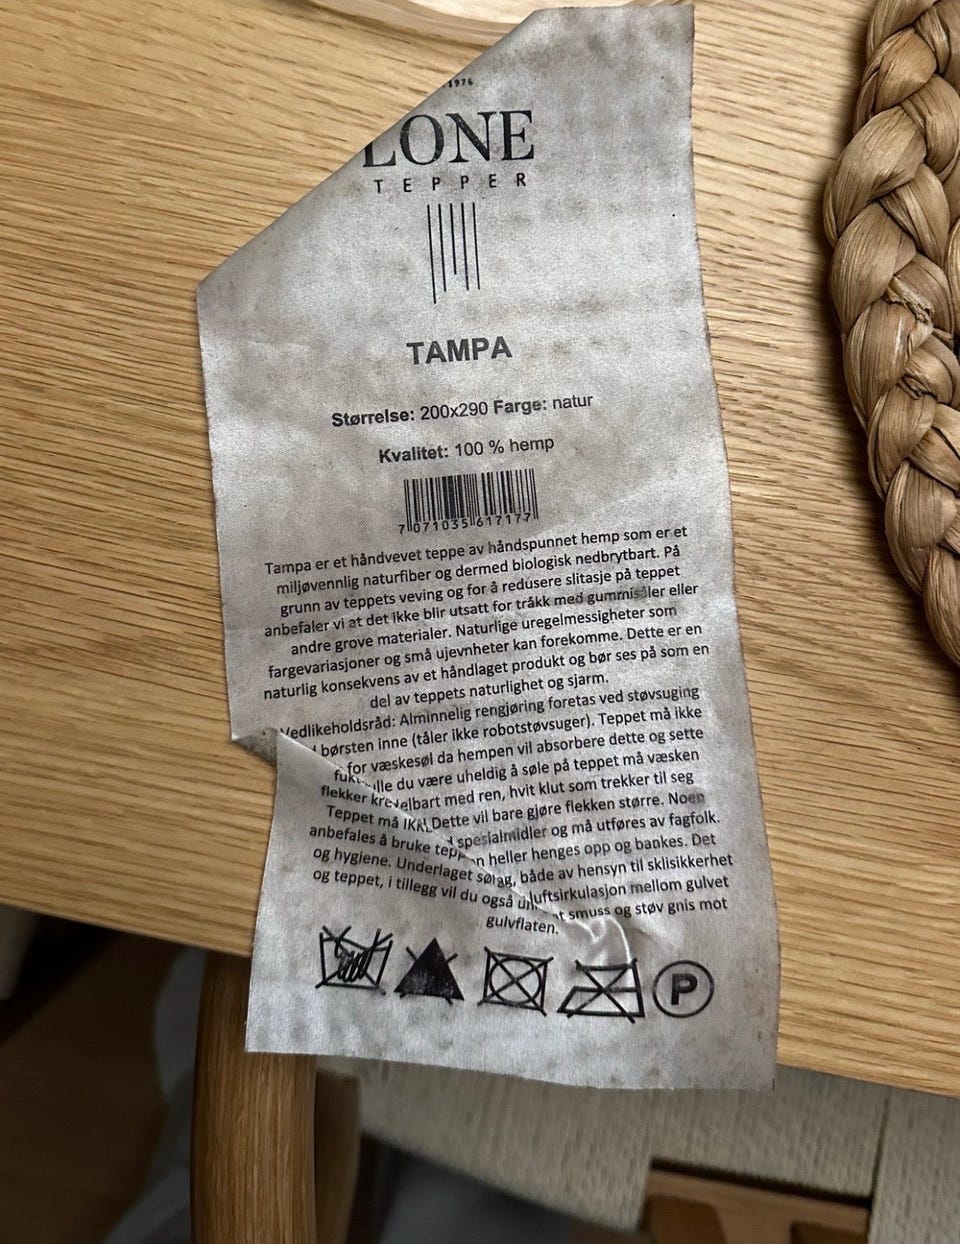 1976
LONE
TEPPER
TAMPA
Størrelse: 200x290 Farge: natur
Kvalitet: 100 % hemp
7 071035 617177
Tampa er et håndvevet teppe av håndspunnet hemp som er et
miljøvennlig naturfiber og dermed biologisk nedbrytbart. På
grunn av teppets veving og for å redusere slitasje på teppet
anbefaler vi at det ikke blir utsatt for tråkk med gummisåler eller
andre grove materialer. Naturlige uregelmessigheter som
fargevariasjoner og små ujevnheter kan forekomme. Dette er en
naturlig konsekvens av et håndlaget produkt og bør ses på som en
del av teppets naturlighet og sjarm.
Vedlikeholdsråd: Alminnelig rengjøring foretas ved støvsuging
børsten inne (tåler ikke robotstøvsuger). Teppet må ikke
for væskesøl da hempen vil absorbere dette og sette
du være uheldig å søle på teppet må væsken
flekker med ren, hvit klut som trekker til seg
Teppet må Dette vil bare gjøre flekken større. Noen
anbefales å bruke spesialmidler og må utføres av fagfolk.
og hygiene. Underlaget heller henges opp og bankes. Det
og teppet, i tillegg vil du også både av hensyn til sklisikkerhet
luftsirkulasjon mellom gulvet
smuss og støv gnis mot
gulvflaten.
P